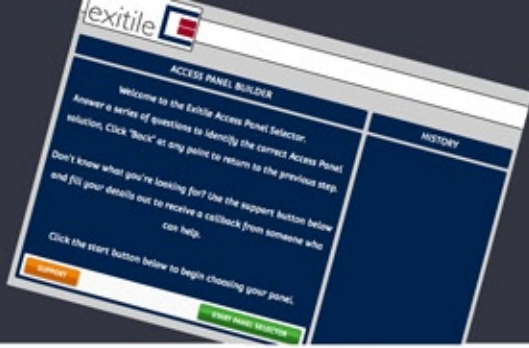 exitile
ACCESS PANEL BUILDER
HISTORY
Welcome to the Exitile Access Panel Selector.
Answer a series of questions to identify the correct Access Panel
solution, Click "Back" at any point to return to the previous step.
Don't know what you're looking for? Use the support button below
and fill your details out to receive a callback from someone who
can help.
Click the start button below to begin choosing your panel.
SUPPORT
START PANEL SELECTOR